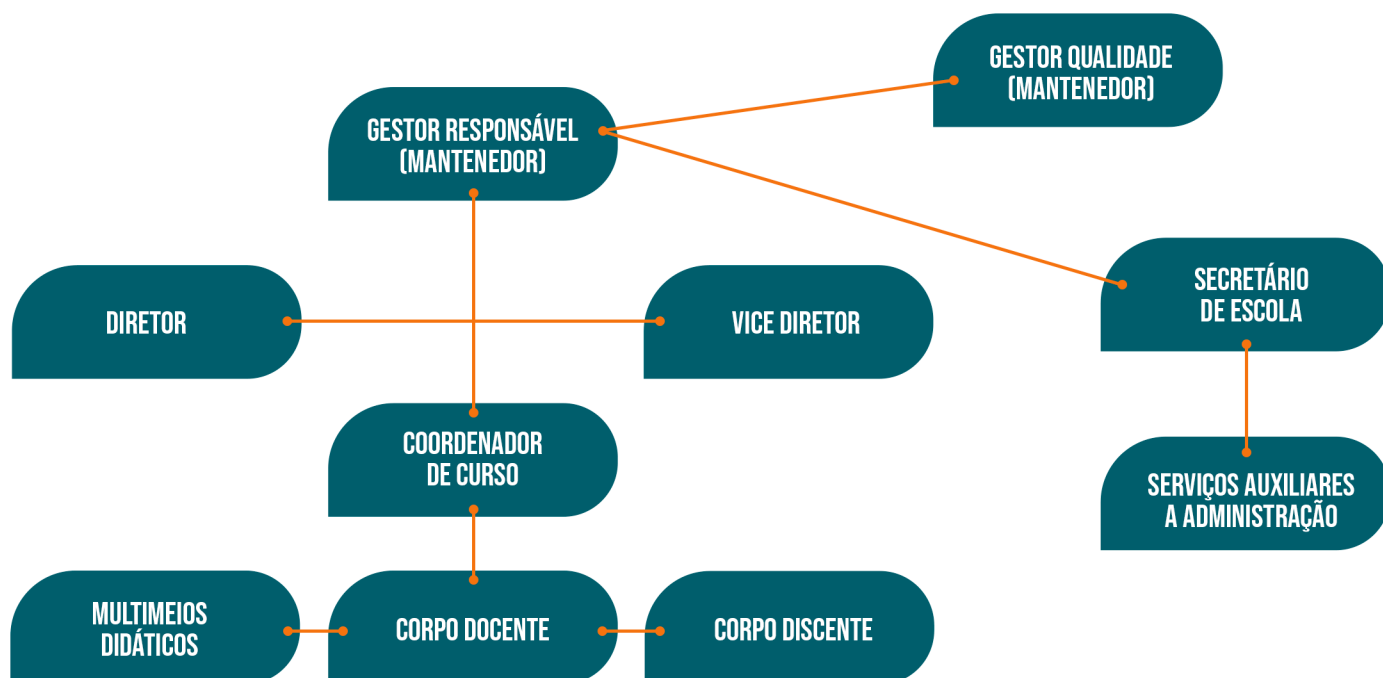 GESTOR QUALIDADE
(MANTENEDOR)
GESTOR RESPONSÁVEL
(MANTENEDOR)
SECRETÁRIO
DE ESCOLA
DIRETOR
VICE DIRETOR
COORDENADOR
DE CURSO
SERVIÇOS AUXILIARES
A ADMINISTRAÇÃO
MULTIMEIOS
DIDÁTICOS
CORPO DOCENTE
CORPO DISCENTE